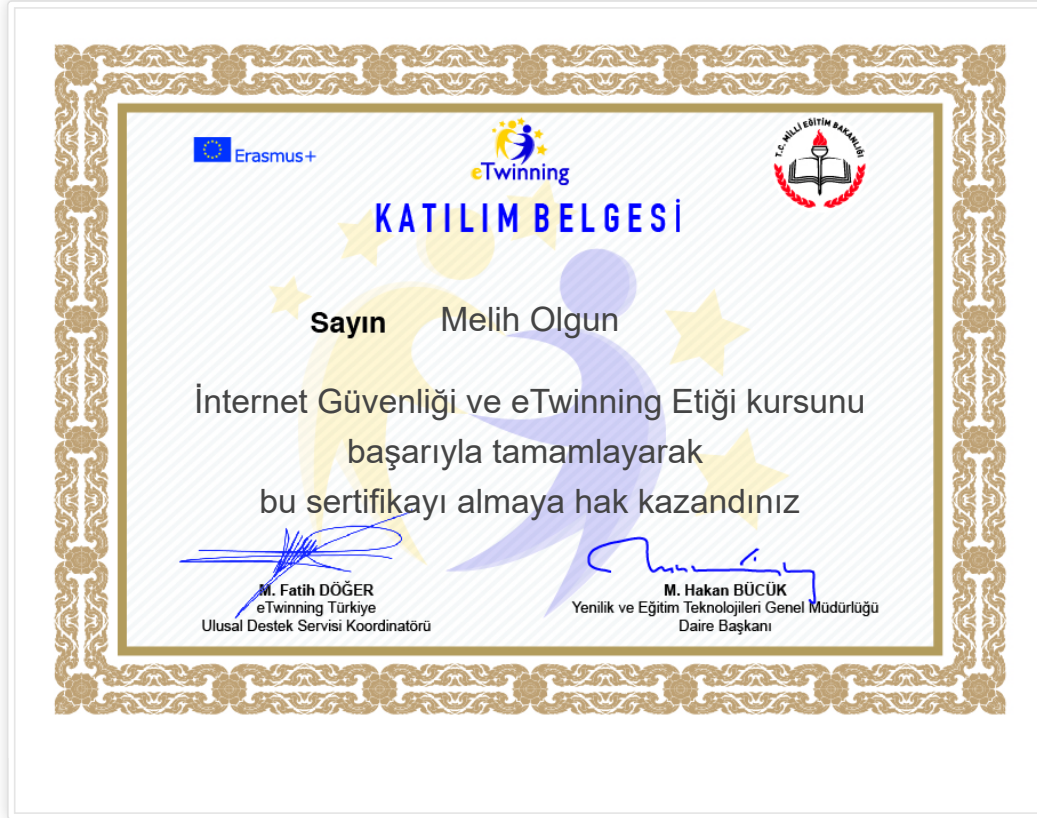 Erasmus+
eTwinning
T.C. MİLLİ EĞİTİM BAKANLIĞI
KATILIM BELGESİ
Sayın Melih Olgun
İnternet Güvenliği ve eTwinning Etiği kursunu
başarıyla tamamlayarak
bu sertifikayı almaya hak kazandınız
M. Fatih DÖĞER
eTwinning Türkiye
Ulusal Destek Servisi Koordinatörü
M. Hakan BÜCÜK
Yenilik ve Eğitim Teknolojileri Genel Müdürlüğü
Daire Başkanı